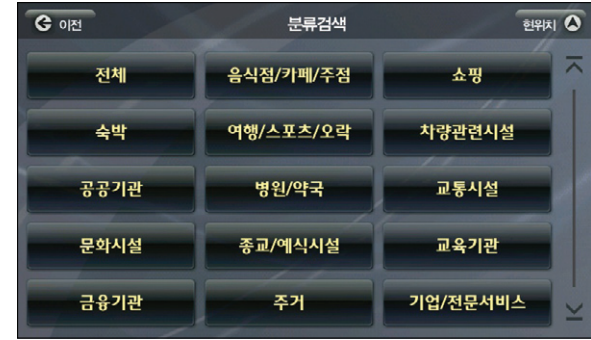 이전 분류검색 현위치
전체 음식점/카페/주점 쇼핑
숙박 여행/스포츠/오락 차량관련시설
공공기관 병원/약국 교통시설
문화시설 종교/예식시설 교육기관
금융기관 주거 기업/전문서비스